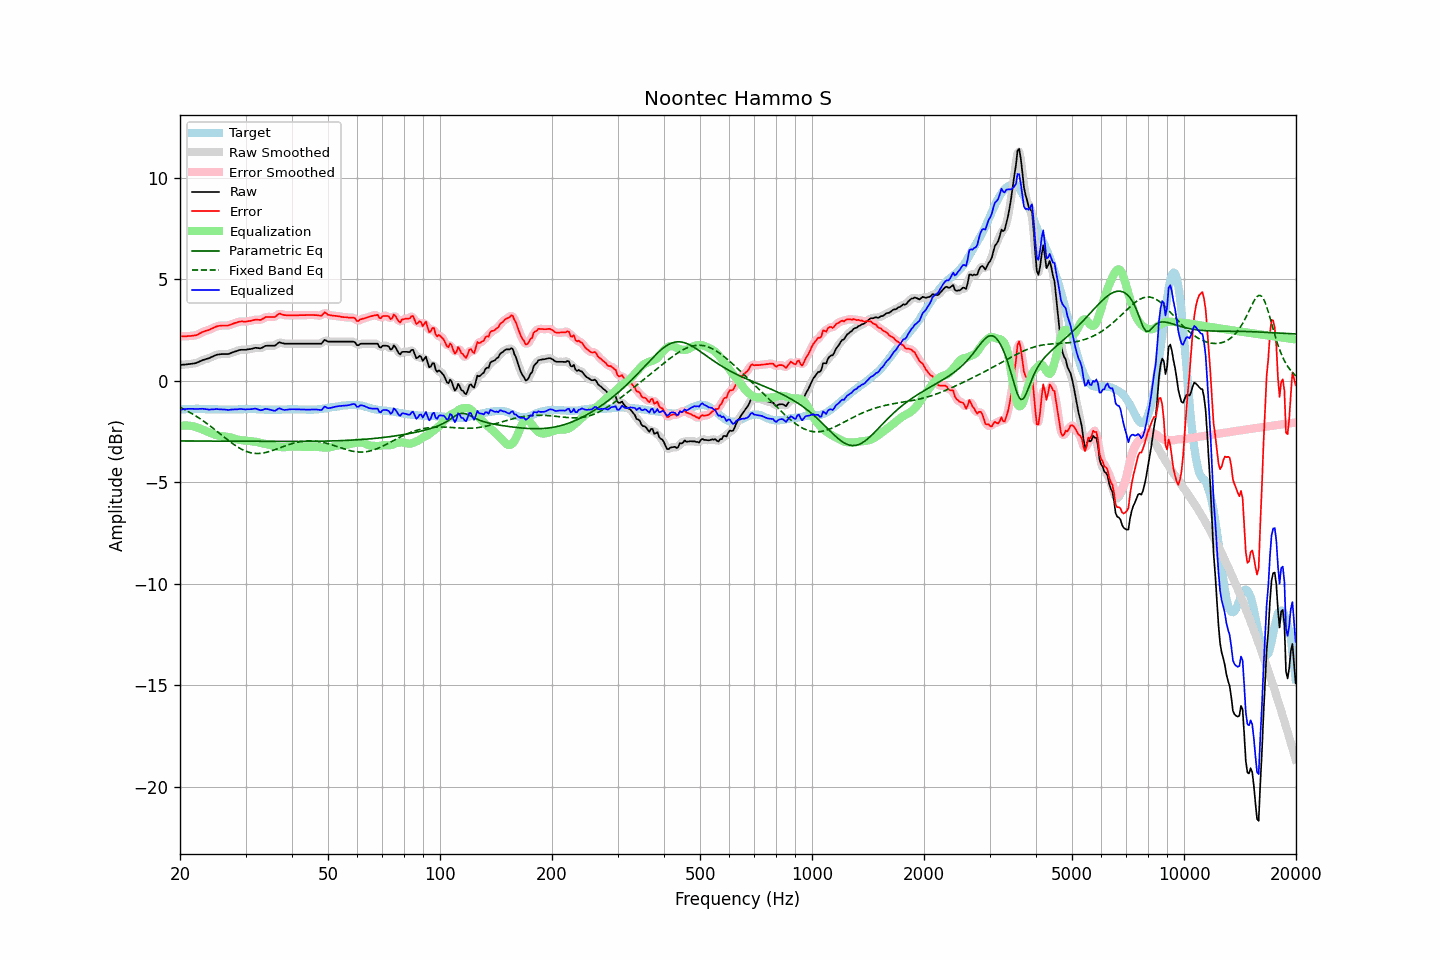 Noontec Hammo S
Target
Raw Smoothed
Error Smoothed
Raw
Error
Equalization
Parametric Eq
Fixed Band Eq
Equalized
10
5
0
−5
−10
−15
−20
Amplitude (dBr)
20
50
100
200
500
1000
2000
5000
10000
20000
Frequency (Hz)